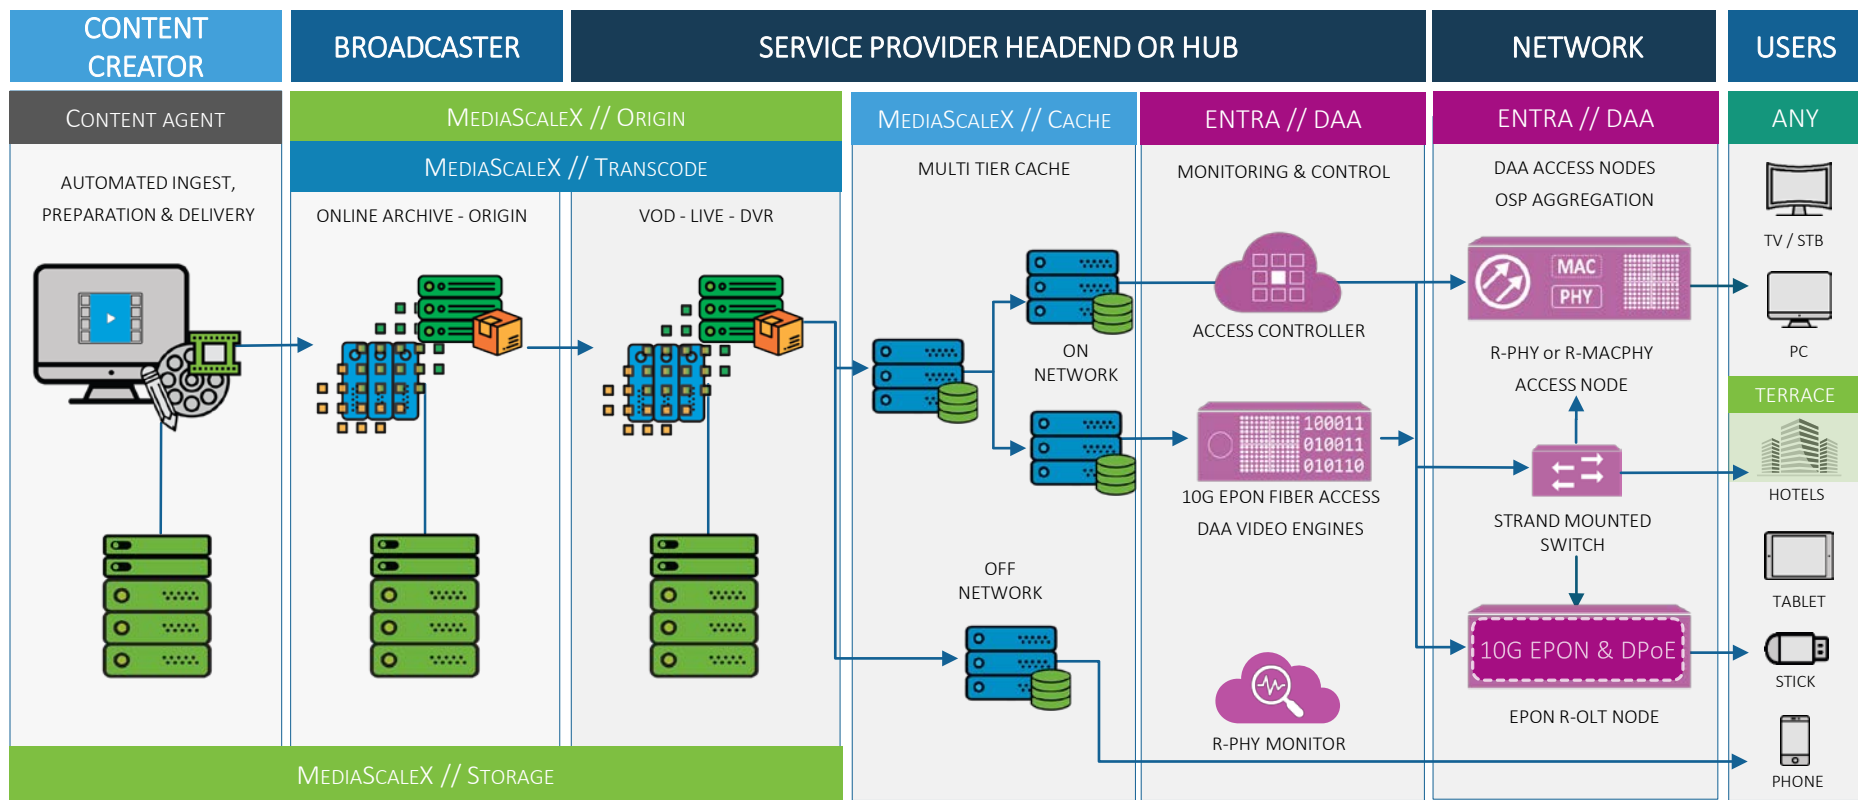 CONTENT
CREATOR
BROADCASTER
SERVICE PROVIDER HEADEND OR HUB
NETWORK
USERS
CONTENT AGENT
MEDIASCALEX // ORIGIN
MEDIASCALEX // TRANSCODE
MEDIASCALEX // CACHE
ENTRA // DAA
ENTRA // DAA
ANY
AUTOMATED INGEST,
PREPARATION & DELIVERY
ONLINE ARCHIVE - ORIGIN
VOD - LIVE - DVR
MULTI TIER CACHE
ON
NETWORK
OFF
NETWORK
MONITORING & CONTROL
ACCESS CONTROLLER
100011
010011
010110
10G EPON FIBER ACCESS
DAA VIDEO ENGINES
R-PHY MONITOR
DAA ACCESS NODES
OSP AGGREGATION
MAC
PHY
R-PHY or R-MACPHY
ACCESS NODE
STRAND MOUNTED
SWITCH
10G EPON & DPoE
EPON R-OLT NODE
TV / STB
PC
TERRACE
HOTELS
TABLET
STICK
PHONE
MEDIASCALEX // STORAGE